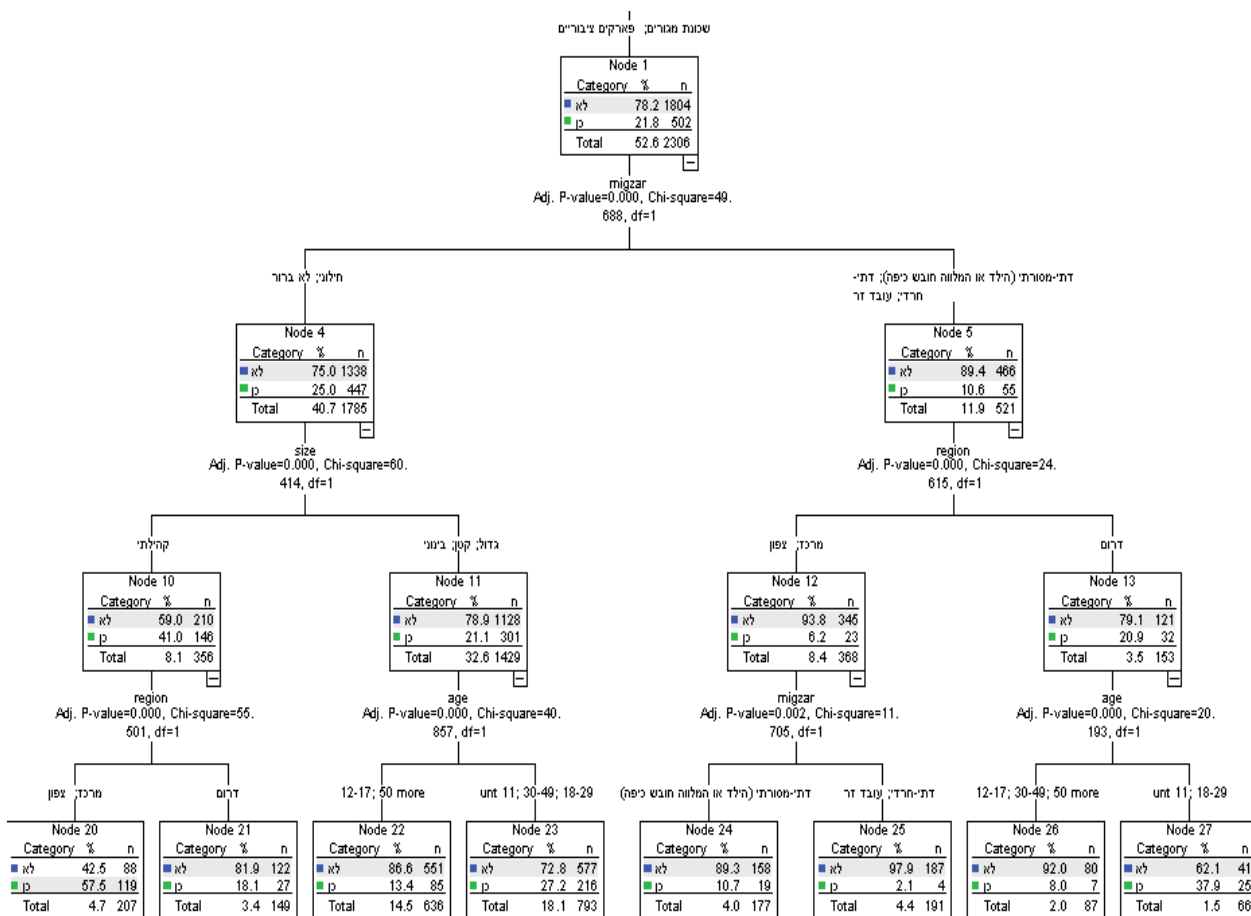 שכונת מגורים; פארקים ציבוריים
Node 1
Category % n
לא 78.2 1804
כן 21.8 502
Total 52.6 2306
migzar
Adj. P-value=0.000, Chi-square=49.
688, df=1
חילוני; לא ברור
דתי-מסורתי (הילד או המלווה חובש כיפה); דתי-
חרדי; עובד זר
Node 4
Category % n
לא 75.0 1338
כן 25.0 447
Total 40.7 1785
size
Adj. P-value=0.000, Chi-square=60.
414, df=1
Node 5
Category % n
לא 89.4 466
כן 10.6 55
Total 11.9 521
region
Adj. P-value=0.000, Chi-square=24.
615, df=1
קהילתי
גדול; קטן; בינוני
מרכז; צפון
דרום
Node 10
Category % n
לא 59.0 210
כן 41.0 146
Total 8.1 356
region
Adj. P-value=0.000, Chi-square=55.
501, df=1
Node 11
Category % n
לא 78.9 1128
כן 21.1 301
Total 32.6 1429
age
Adj. P-value=0.000, Chi-square=40.
857, df=1
Node 12
Category % n
לא 93.8 345
כן 6.2 23
Total 8.4 368
migzar
Adj. P-value=0.002, Chi-square=11.
705, df=1
Node 13
Category % n
לא 79.1 121
כן 20.9 32
Total 3.5 153
age
Adj. P-value=0.000, Chi-square=20.
193, df=1
מרכז; צפון
דרום
12-17; 50 more
unt 11; 30-49; 18-29
דתי-מסורתי (הילד או המלווה חובש כיפה)
דתי-חרדי; עובד זר
12-17; 30-49; 50 more
unt 11; 18-29
Node 20
Category % n
לא 42.5 88
כן 57.5 119
Total 4.7 207
Node 21
Category % n
לא 81.9 122
כן 18.1 27
Total 3.4 149
Node 22
Category % n
לא 86.6 551
כן 13.4 85
Total 14.5 636
Node 23
Category % n
לא 72.8 577
כן 27.2 216
Total 18.1 793
Node 24
Category % n
לא 89.3 158
כן 10.7 19
Total 4.0 177
Node 25
Category % n
לא 97.9 187
כן 2.1 4
Total 4.4 191
Node 26
Category % n
לא 92.0 80
כן 8.0 7
Total 2.0 87
Node 27
Category % n
לא 62.1 41
כן 37.9 25
Total 1.5 66